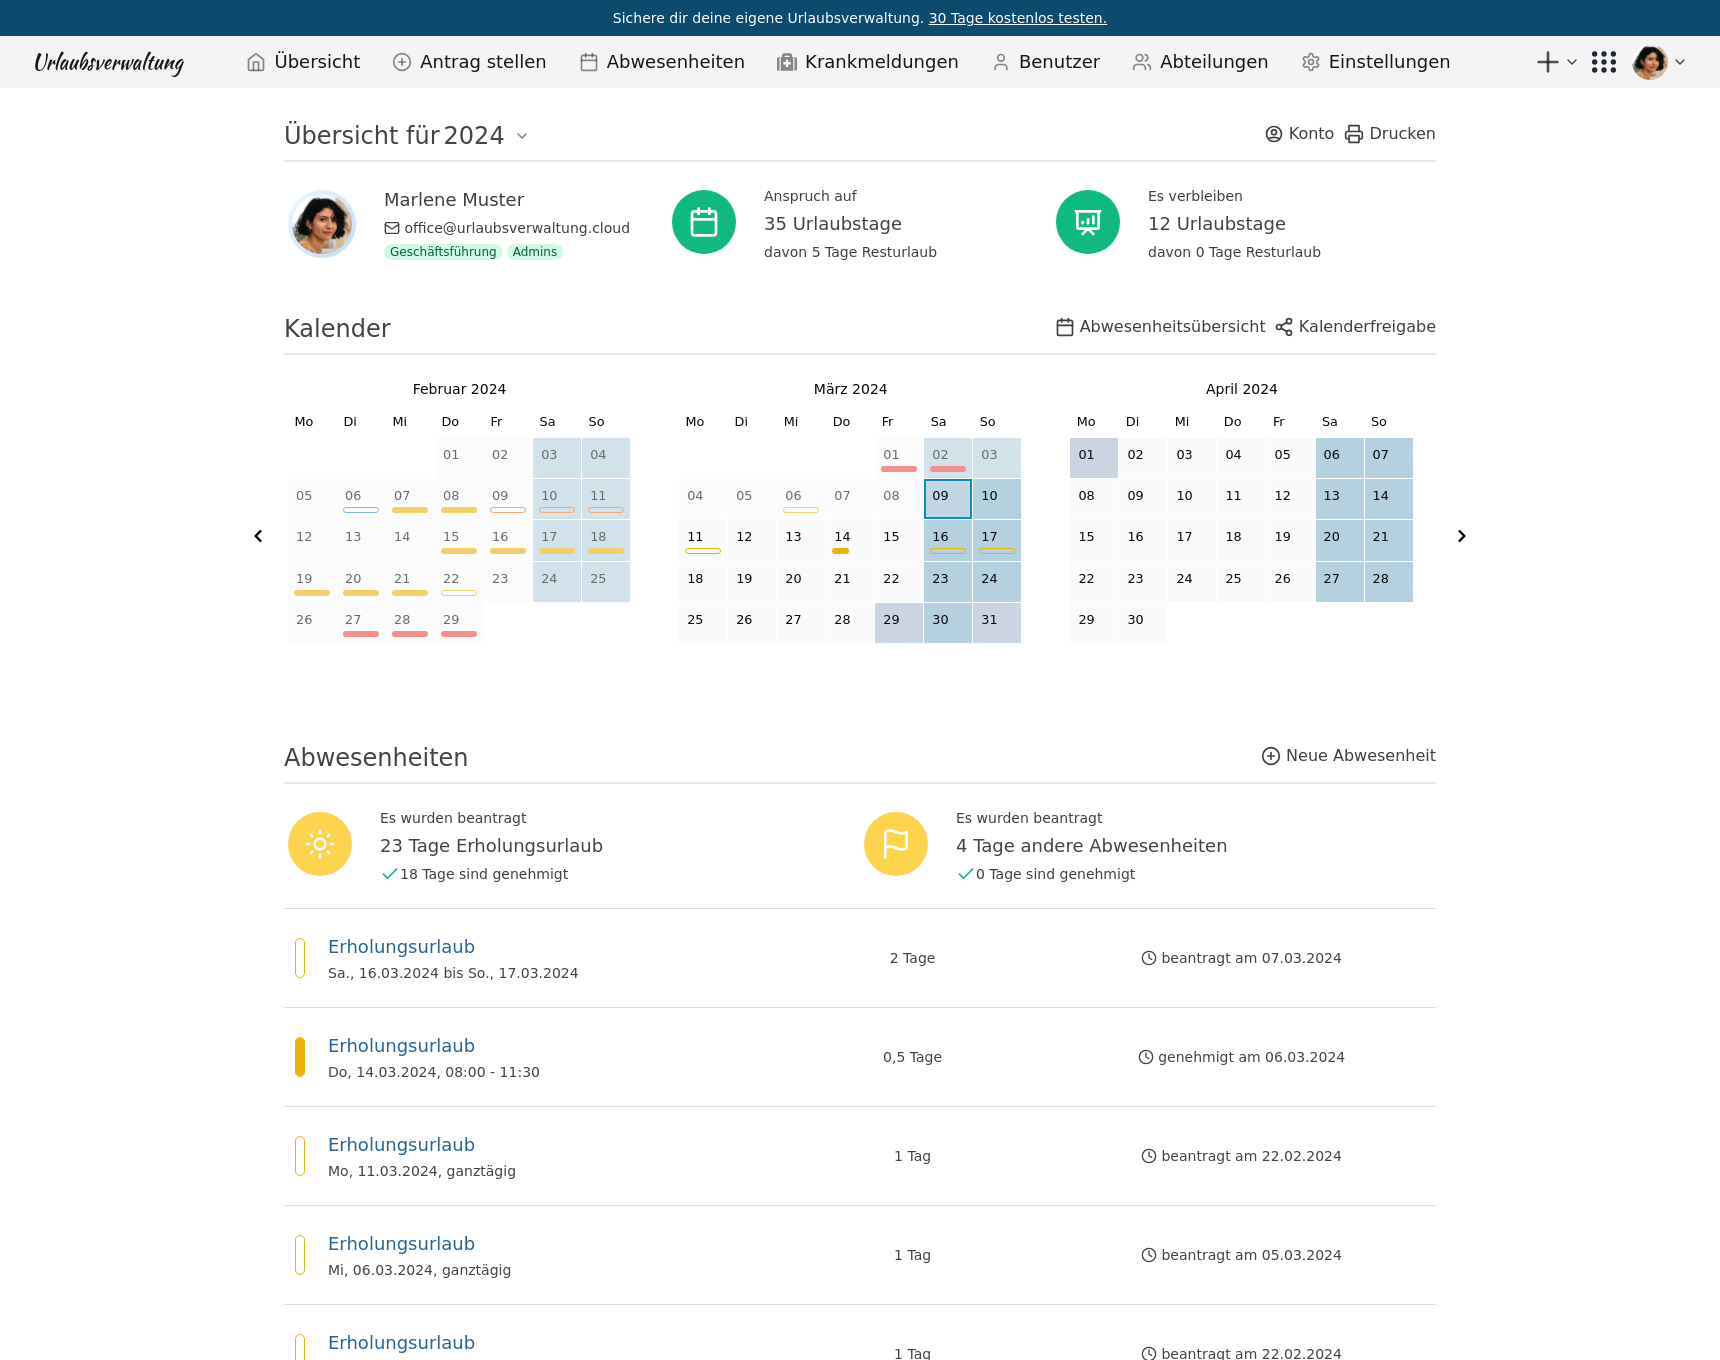 Sichere dir deine eigene Urlaubsverwaltung. 30 Tage kostenlos testen.
Urlaubsverwaltung Übersicht Antrag stellen Abwesenheiten Krankmeldungen Benutzer Abteilungen Einstellungen
Übersicht für 2024 Konto Drucken
Marlene Muster
office@urlaubsverwaltung.cloud
Geschäftsführung Admins
Anspruch auf
35 Urlaubstage
davon 5 Tage Resturlaub
Es verbleiben
12 Urlaubstage
davon 0 Tage Resturlaub
Kalender Abwesenheitsübersicht Kalenderfreigabe
Februar 2024
Mo Di Mi Do Fr Sa So
01 02 03 04
05 06 07 08 09 10 11
12 13 14 15 16 17 18
19 20 21 22 23 24 25
26 27 28 29
März 2024
Mo Di Mi Do Fr Sa So
01 02 03
04 05 06 07 08 09 10
11 12 13 14 15 16 17
18 19 20 21 22 23 24
25 26 27 28 29 30 31
April 2024
Mo Di Mi Do Fr Sa So
01 02 03 04 05 06 07
08 09 10 11 12 13 14
15 16 17 18 19 20 21
22 23 24 25 26 27 28
29 30
Abwesenheiten Neue Abwesenheit
Es wurden beantragt
23 Tage Erholungsurlaub
18 Tage sind genehmigt
Es wurden beantragt
4 Tage andere Abwesenheiten
0 Tage sind genehmigt
Erholungsurlaub
Sa., 16.03.2024 bis So., 17.03.2024
2 Tage
beantragt am 07.03.2024
Erholungsurlaub
Do, 14.03.2024, 08:00 - 11:30
0,5 Tage
genehmigt am 06.03.2024
Erholungsurlaub
Mo, 11.03.2024, ganztägig
1 Tag
beantragt am 22.02.2024
Erholungsurlaub
Mi, 06.03.2024, ganztägig
1 Tag
beantragt am 05.03.2024
Erholungsurlaub
1 Tag
beantragt am 22.02.2024